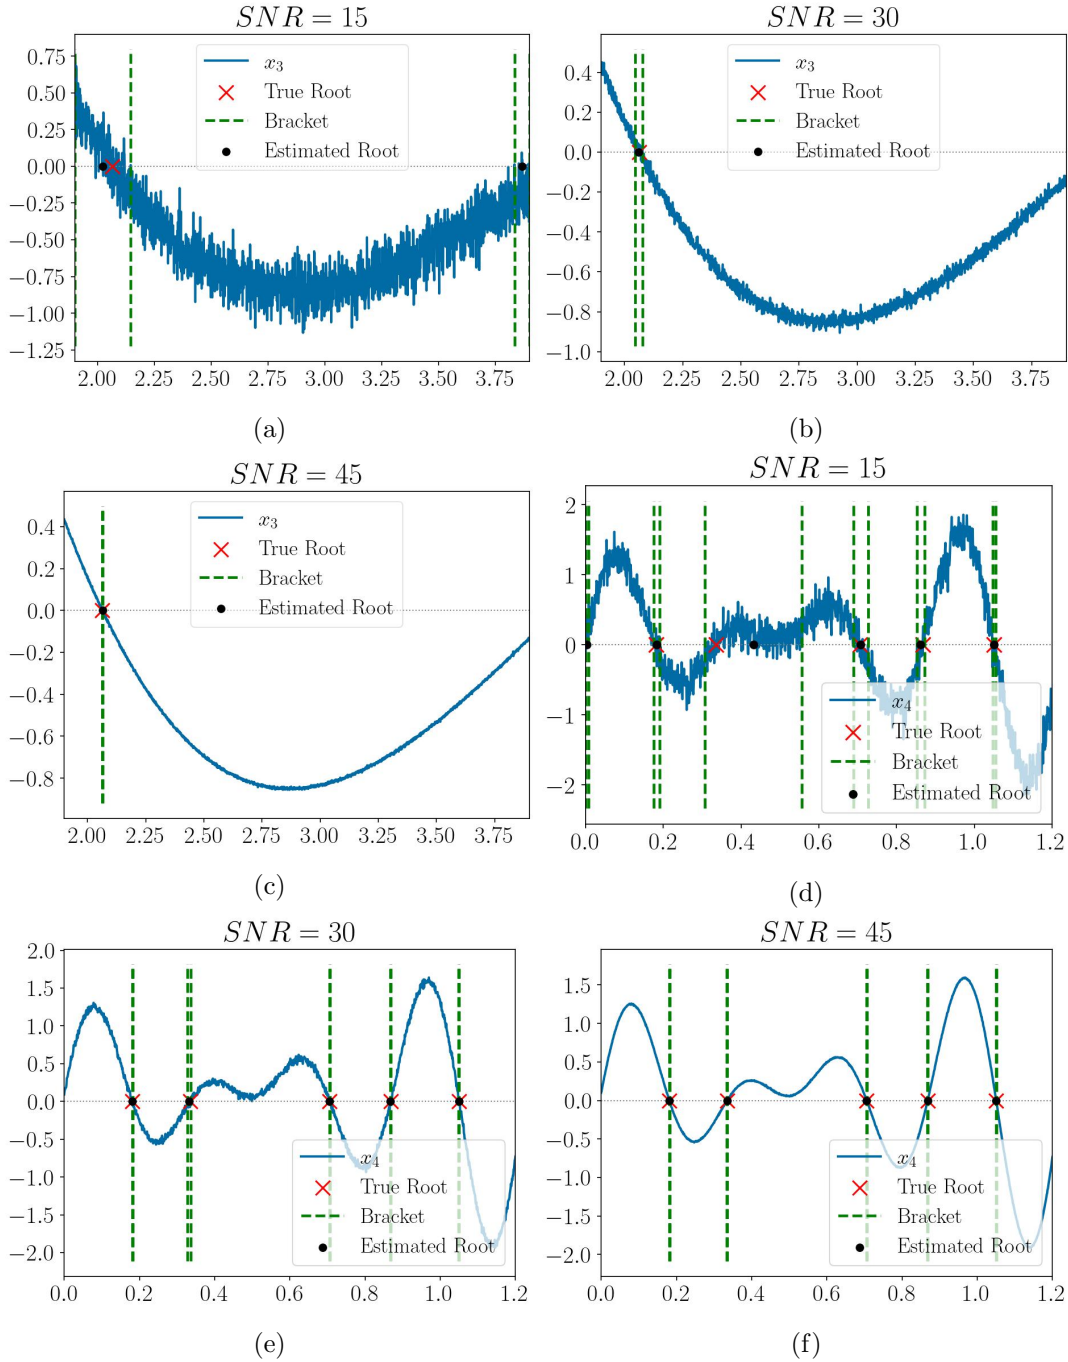 SNR = 15
0.75
0.50
0.25
0.00
−0.25
−0.50
−0.75
−1.00
−1.25
x3
True Root
Bracket
Estimated Root
2.00 2.25 2.50 2.75 3.00 3.25 3.50 3.75
(a)
SNR = 30
0.4
0.2
0.0
−0.2
−0.4
−0.6
−0.8
−1.0
x3
True Root
Bracket
Estimated Root
2.00 2.25 2.50 2.75 3.00 3.25 3.50 3.75
(b)
SNR = 45
0.4
0.2
0.0
−0.2
−0.4
−0.6
−0.8
x3
True Root
Bracket
Estimated Root
2.00 2.25 2.50 2.75 3.00 3.25 3.50 3.75
(c)
SNR = 15
2
1
0
−1
−2
x4
True Root
Bracket
Estimated Root
0.0 0.2 0.4 0.6 0.8 1.0 1.2
(d)
SNR = 30
2.0
1.5
1.0
0.5
0.0
−0.5
−1.0
−1.5
−2.0
x4
True Root
Bracket
Estimated Root
0.0 0.2 0.4 0.6 0.8 1.0 1.2
(e)
SNR = 45
1.5
1.0
0.5
0.0
−0.5
−1.0
−1.5
−2.0
x4
True Root
Bracket
Estimated Root
0.0 0.2 0.4 0.6 0.8 1.0 1.2
(f)